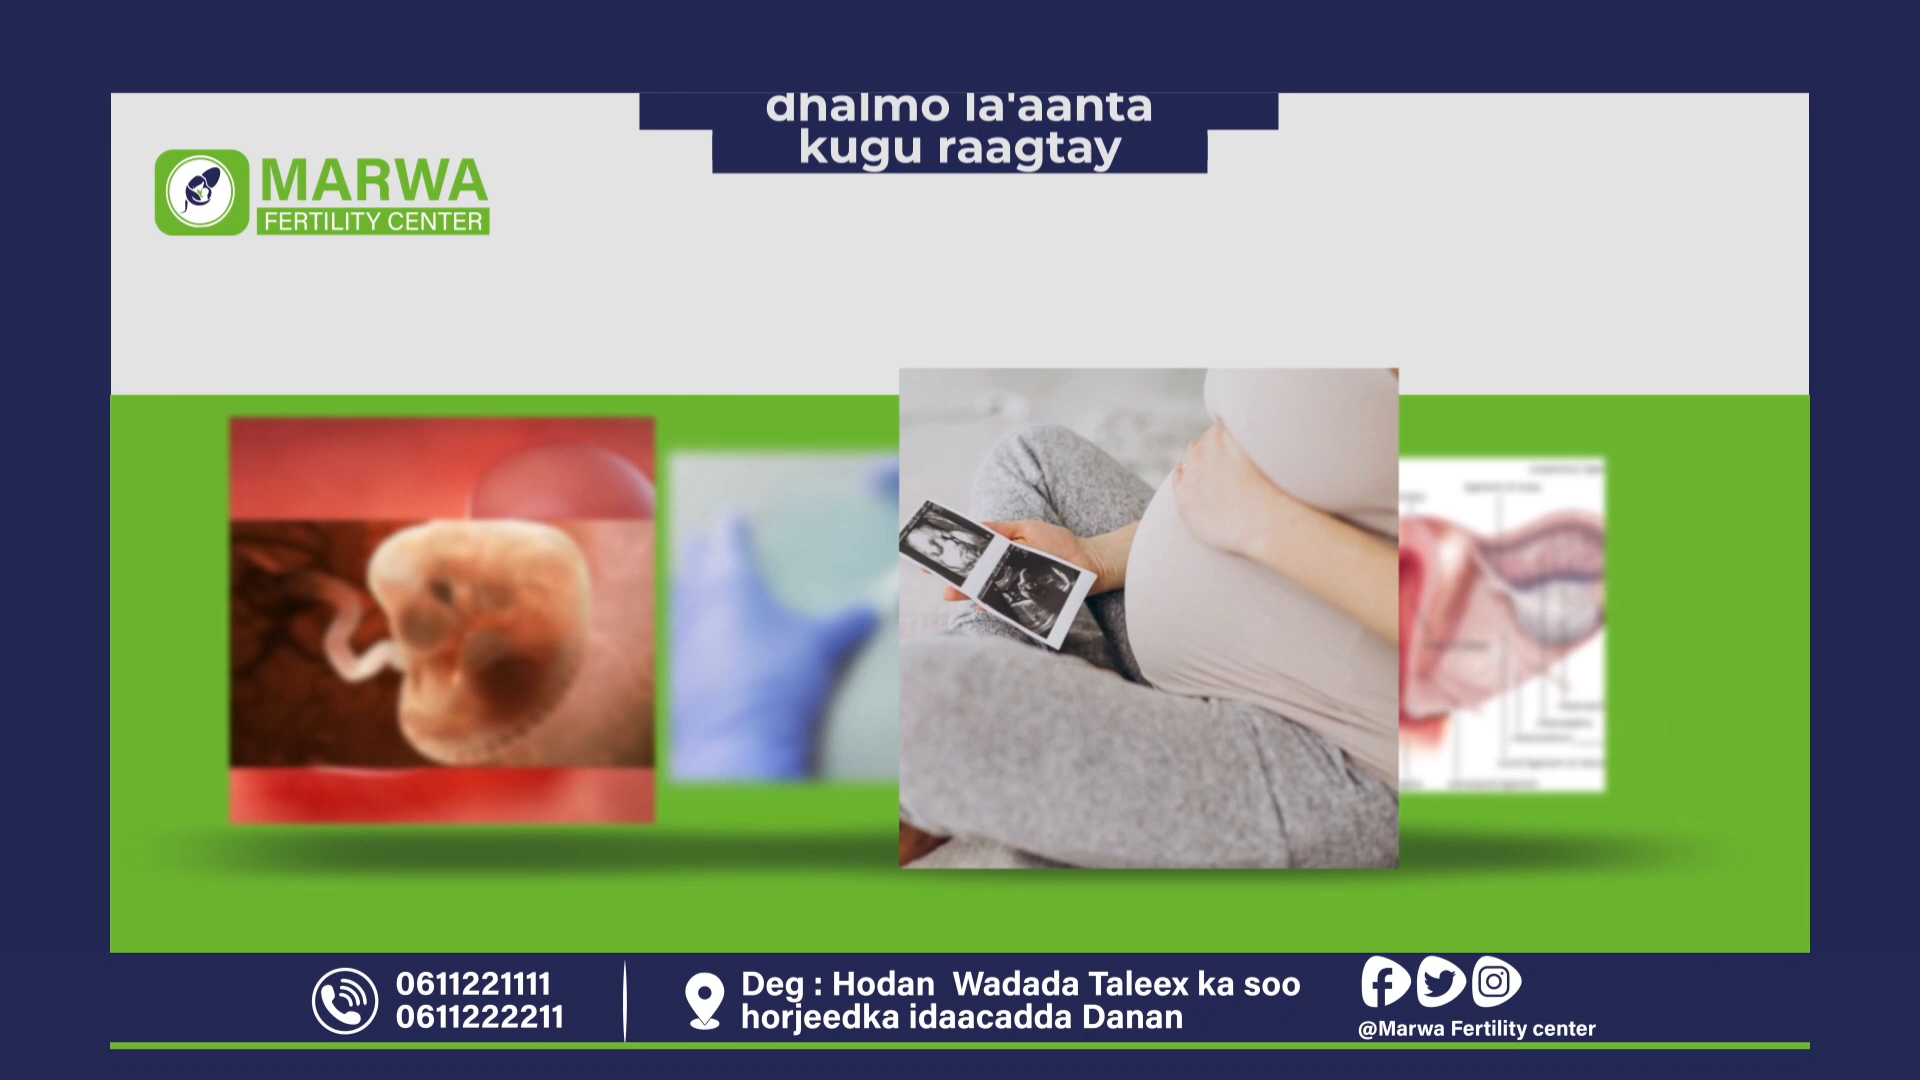 dhalmo la'aanta
kugu raagtay
MARWA
FERTILITY CENTER
0611221111
0611222211
Deg : Hodan Wadada Taleex ka soo
horjeedka idaacadda Danan
@Marwa Fertility center